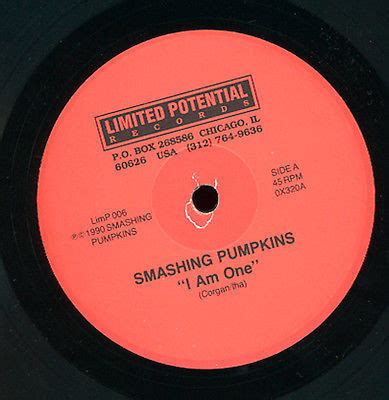 LIMITED POTENTIAL
RECORDS
P.O. BOX 268586 CHICAGO, IL
60626 USA (312) 764-9636
LimP 006
℗ © 1990 SMASHING
PUMPKINS
SIDE A
45 RPM
0X320A
SMASHING PUMPKINS
"I Am One"
(Corgan/Iha)